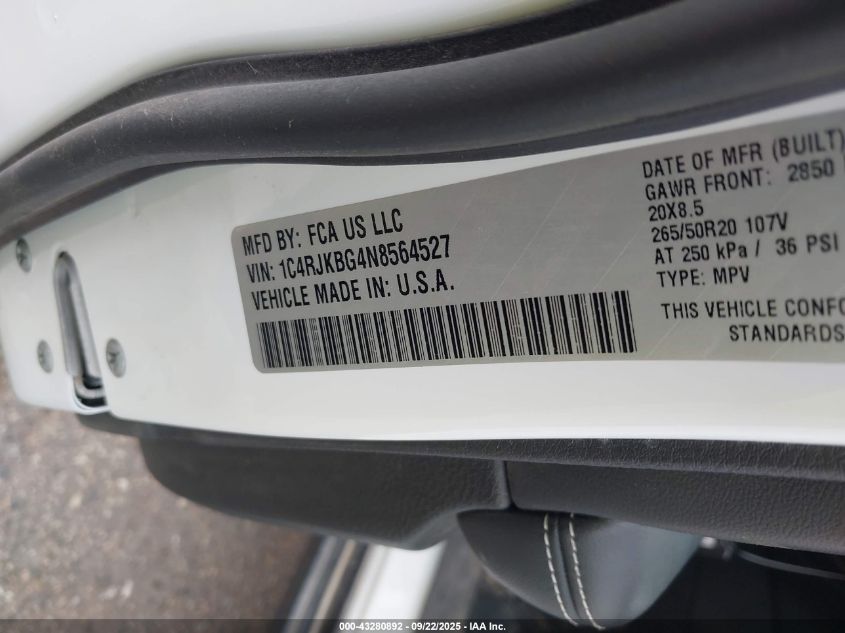 MFD BY: FCA US LLC
VIN: 1C4RJKBG4N8564527
VEHICLE MADE IN: U.S.A.
DATE OF MFR (BUILT)
GAWR FRONT: 2850
20X8.5
265/50R20 107V
AT 250 kPa / 36 PSI
TYPE: MPV
THIS VEHICLE CONFO
STANDARDS
000-43280892 - 09/22/2025 - IAA Inc.